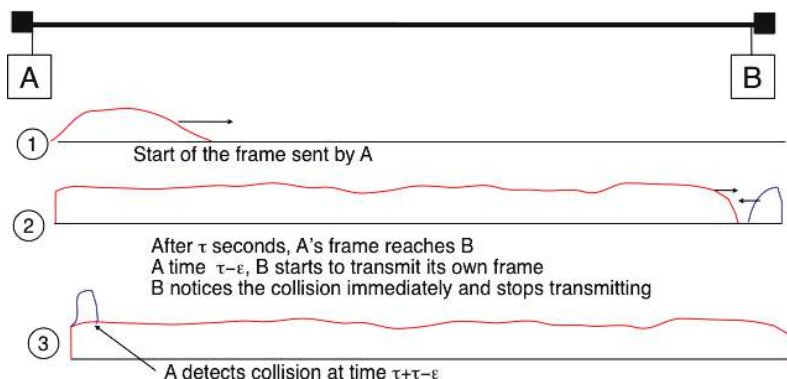 A
B
1
Start of the frame sent by A
2
After τ seconds, A's frame reaches B
A time τ–ε, B starts to transmit its own frame
B notices the collision immediately and stops transmitting
3
A detects collision at time τ+τ–ε